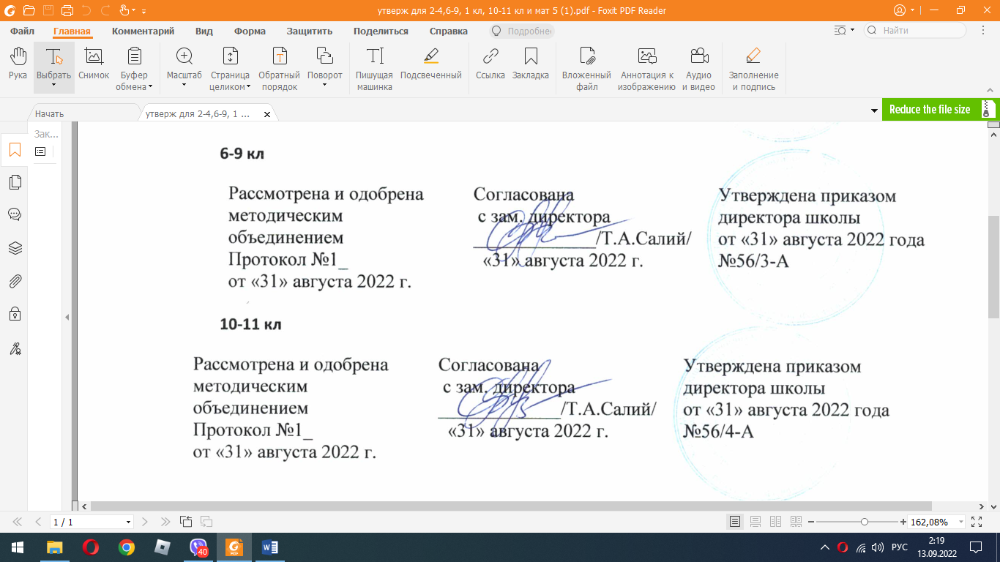 утверж для 2-4,6-9, 1 кл, 10-11 кл и мат 5 (1).pdf - Foxit PDF Reader
Файл Главная Комментарий Вид Форма Защитить Поделиться Справка Подробнее Найти
Рука
Выбрать
Снимок
Буфер обмена
Масштаб
Страница целиком
Обратный порядок
Поворот
Пишущая машинка
Подсвеченный
Ссылка
Закладка
Вложенный файл
Аннотация к изображению
Аудио и видео
Заполнение и подпись
Начать
утверж для 2-4,6-9, 1 ...
Reduce the file size
Зак...
6-9 кл
Рассмотрена и одобрена
методическим
объединением
Протокол №1_
от «31» августа 2022 г.
Согласована
с зам. директора
_____________/Т.А.Салий/
«31» августа 2022 г.
Утверждена приказом
директора школы
от «31» августа 2022 года
№56/3-А
10-11 кл
Рассмотрена и одобрена
методическим
объединением
Протокол №1_
от «31» августа 2022 г.
Согласована
с зам. директора
_____________/Т.А.Салий/
«31» августа 2022 г.
Утверждена приказом
директора школы
от «31» августа 2022 года
№56/4-А
1 / 1
162,08%
40
PDF
РУС
2:19
13.09.2022